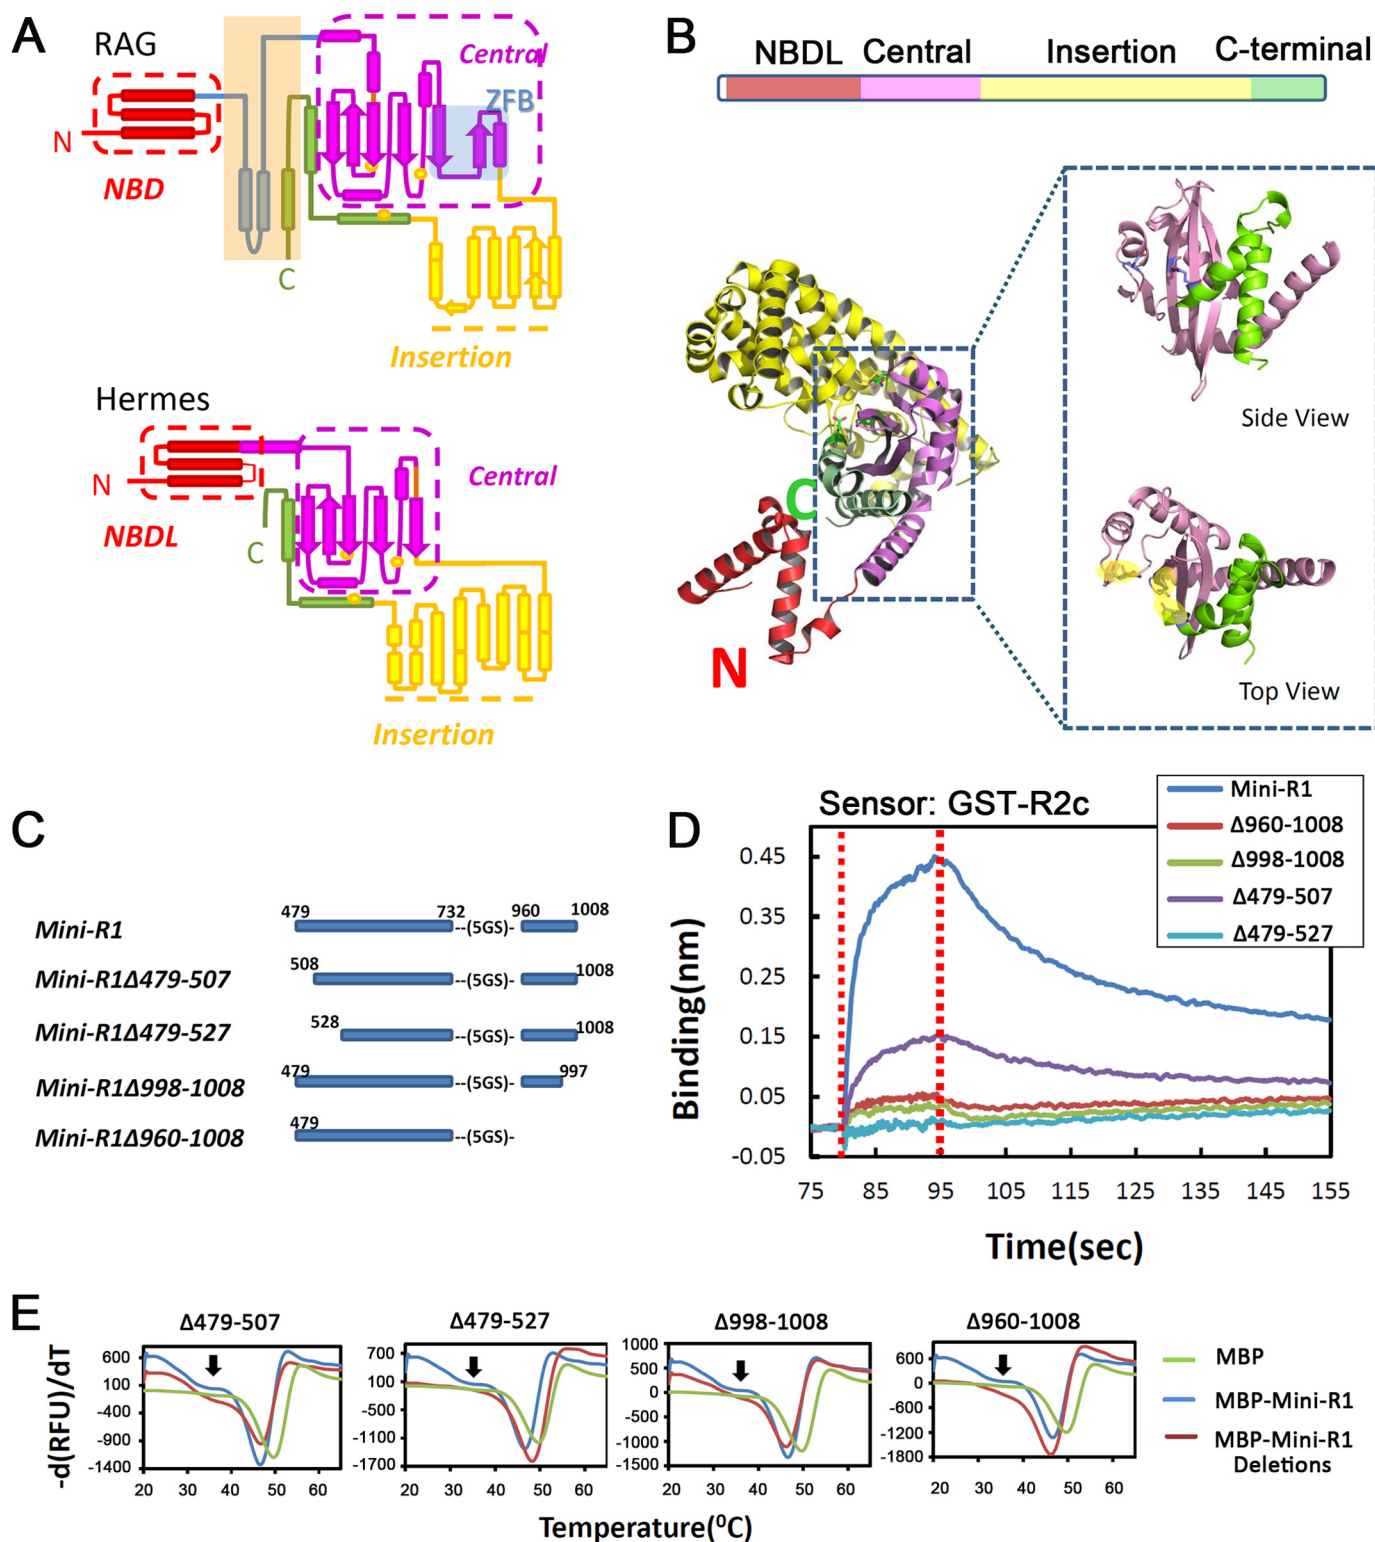 A
RAG
Central
ZFB
N
NBD
C
Insertion
Hermes
Central
N
NBDL
C
Insertion
B
NBDL Central Insertion C-terminal
Side View
C
N
Top View
C
Mini-R1 479 732 --(5GS)- 960 1008
Mini-R1Δ479-507 508 --(5GS)- 1008
Mini-R1Δ479-527 528 --(5GS)- 1008
Mini-R1Δ998-1008 479 --(5GS)- 997
Mini-R1Δ960-1008 479 --(5GS)-
D
Sensor: GST-R2c
Mini-R1
Δ960-1008
Δ998-1008
Δ479-507
Δ479-527
Binding(nm)
0.45
0.35
0.25
0.15
0.05
-0.05
75 85 95 105 115 125 135 145 155
Time(sec)
E
-d(RFU)/dT
Δ479-507
600
100
-400
-900
-1400
20 30 40 50 60
Δ479-527
700
100
-500
-1100
-1700
20 30 40 50 60
Δ998-1008
1000
500
0
-500
-1000
-1500
20 30 40 50 60
Δ960-1008
600
0
-600
-1200
-1800
20 30 40 50 60
Temperature(⁰C)
MBP
MBP-Mini-R1
MBP-Mini-R1
Deletions